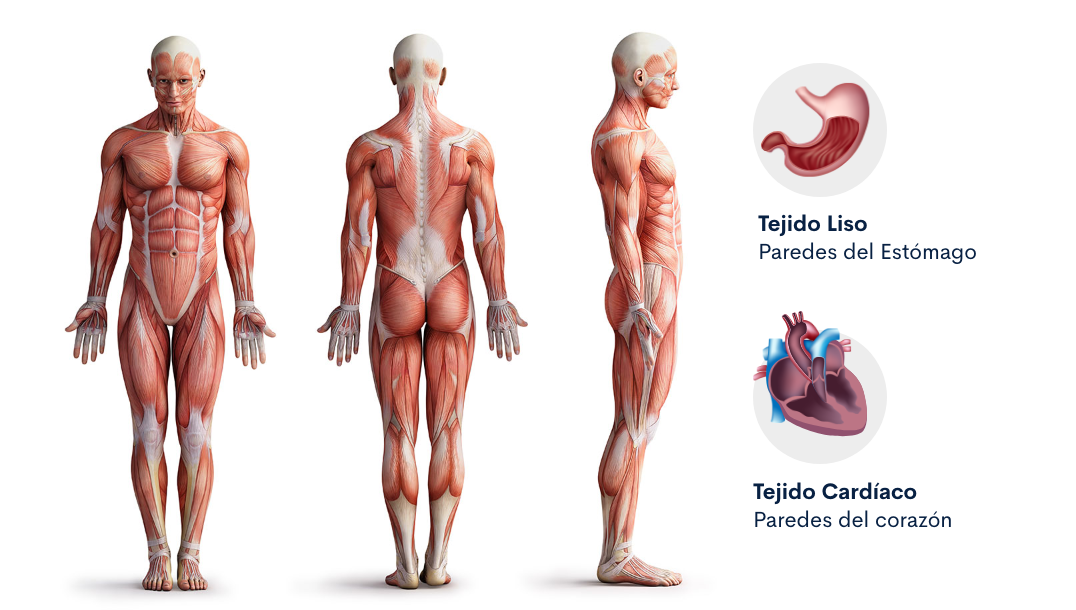 Tejido Liso
Paredes del Estómago
Tejido Cardíaco
Paredes del corazón